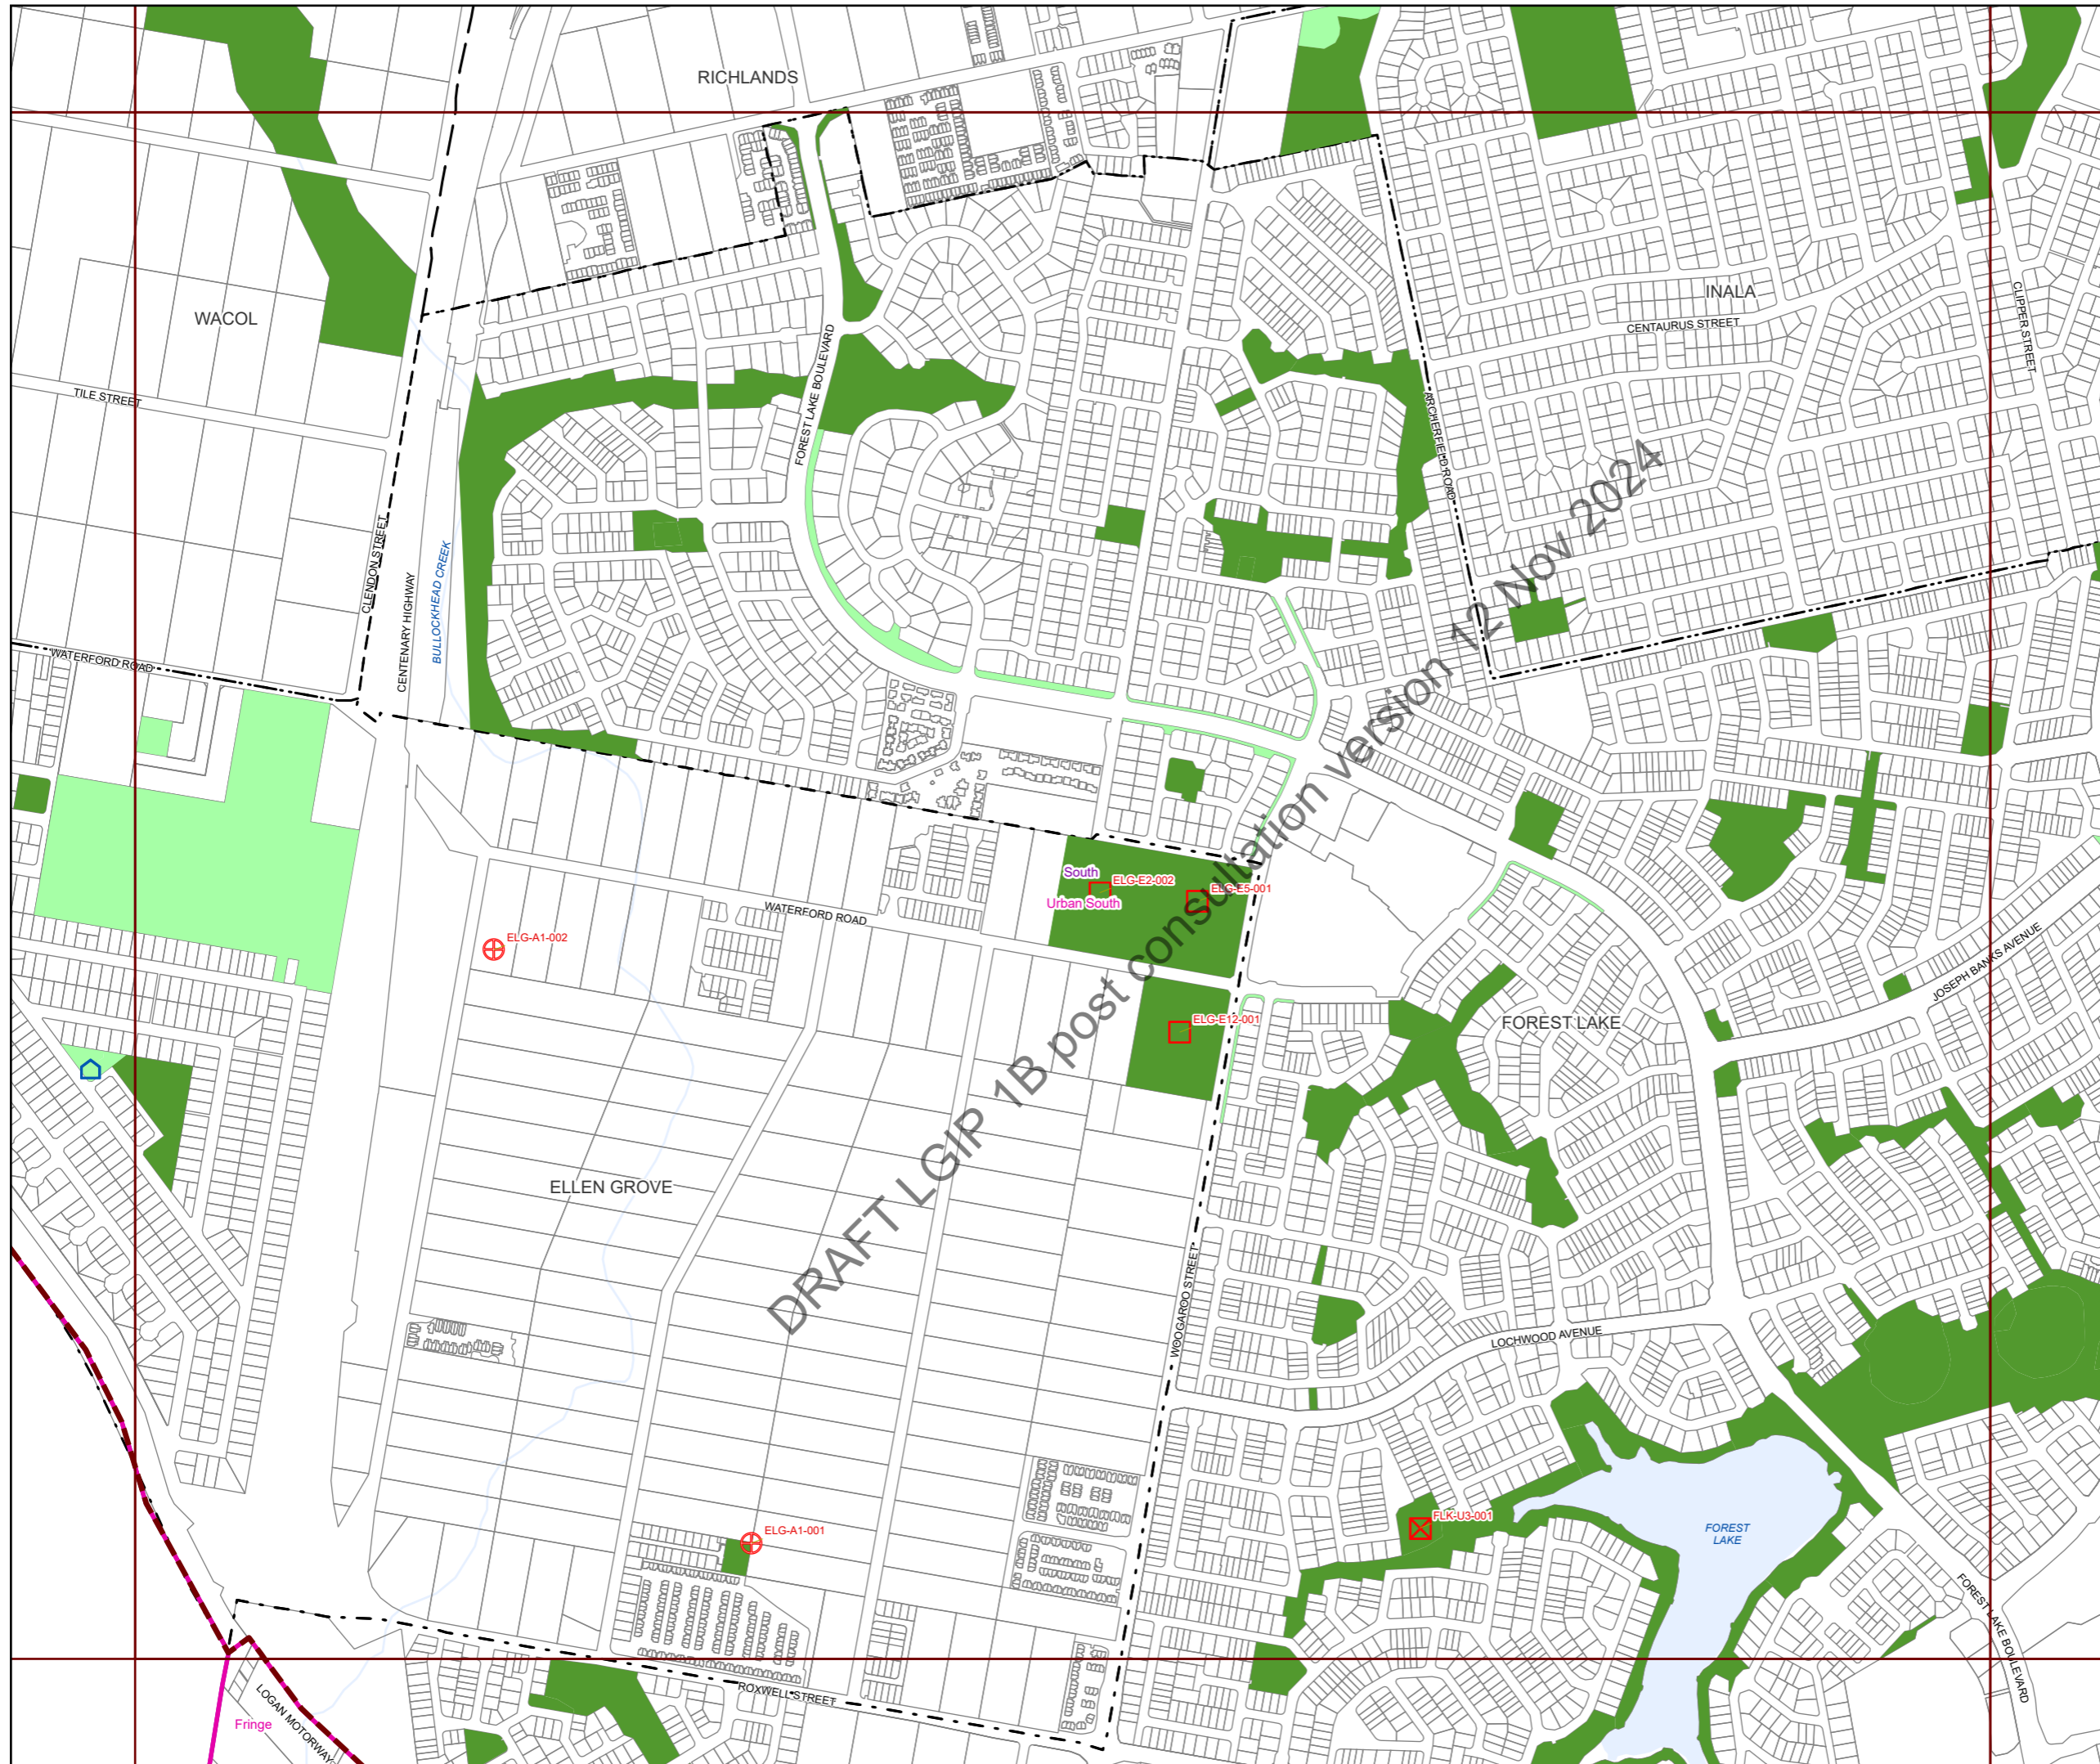 RICHLANDS
INALA
CENTAURUS STREET
CLIPPER STREET
WACOL
FOREST LAKE BOULEVARD
TILE STREET
ARCHERFIELD ROAD
CLENDON STREET
CENTENARY HIGHWAY
BULLOCKHEAD CREEK
WATERFORD ROAD
DRAFT LGIP 1B post consultation version 12 Nov 2024
South
ELG-E2-002
ELG-E5-001
Urban South
WATERFORD ROAD
ELG-A1-002
JOSEPH BANKS AVENUE
ELG-E12-001
FOREST LAKE
ELLEN GROVE
WOOGAROO STREET
LOCHWOOD AVENUE
FLK-U3-001
ELG-A1-001
FOREST
LAKE
FOREST LAKE BOULEVARD
ROXWELL STREET
LOGAN MOTORWAY
Fringe